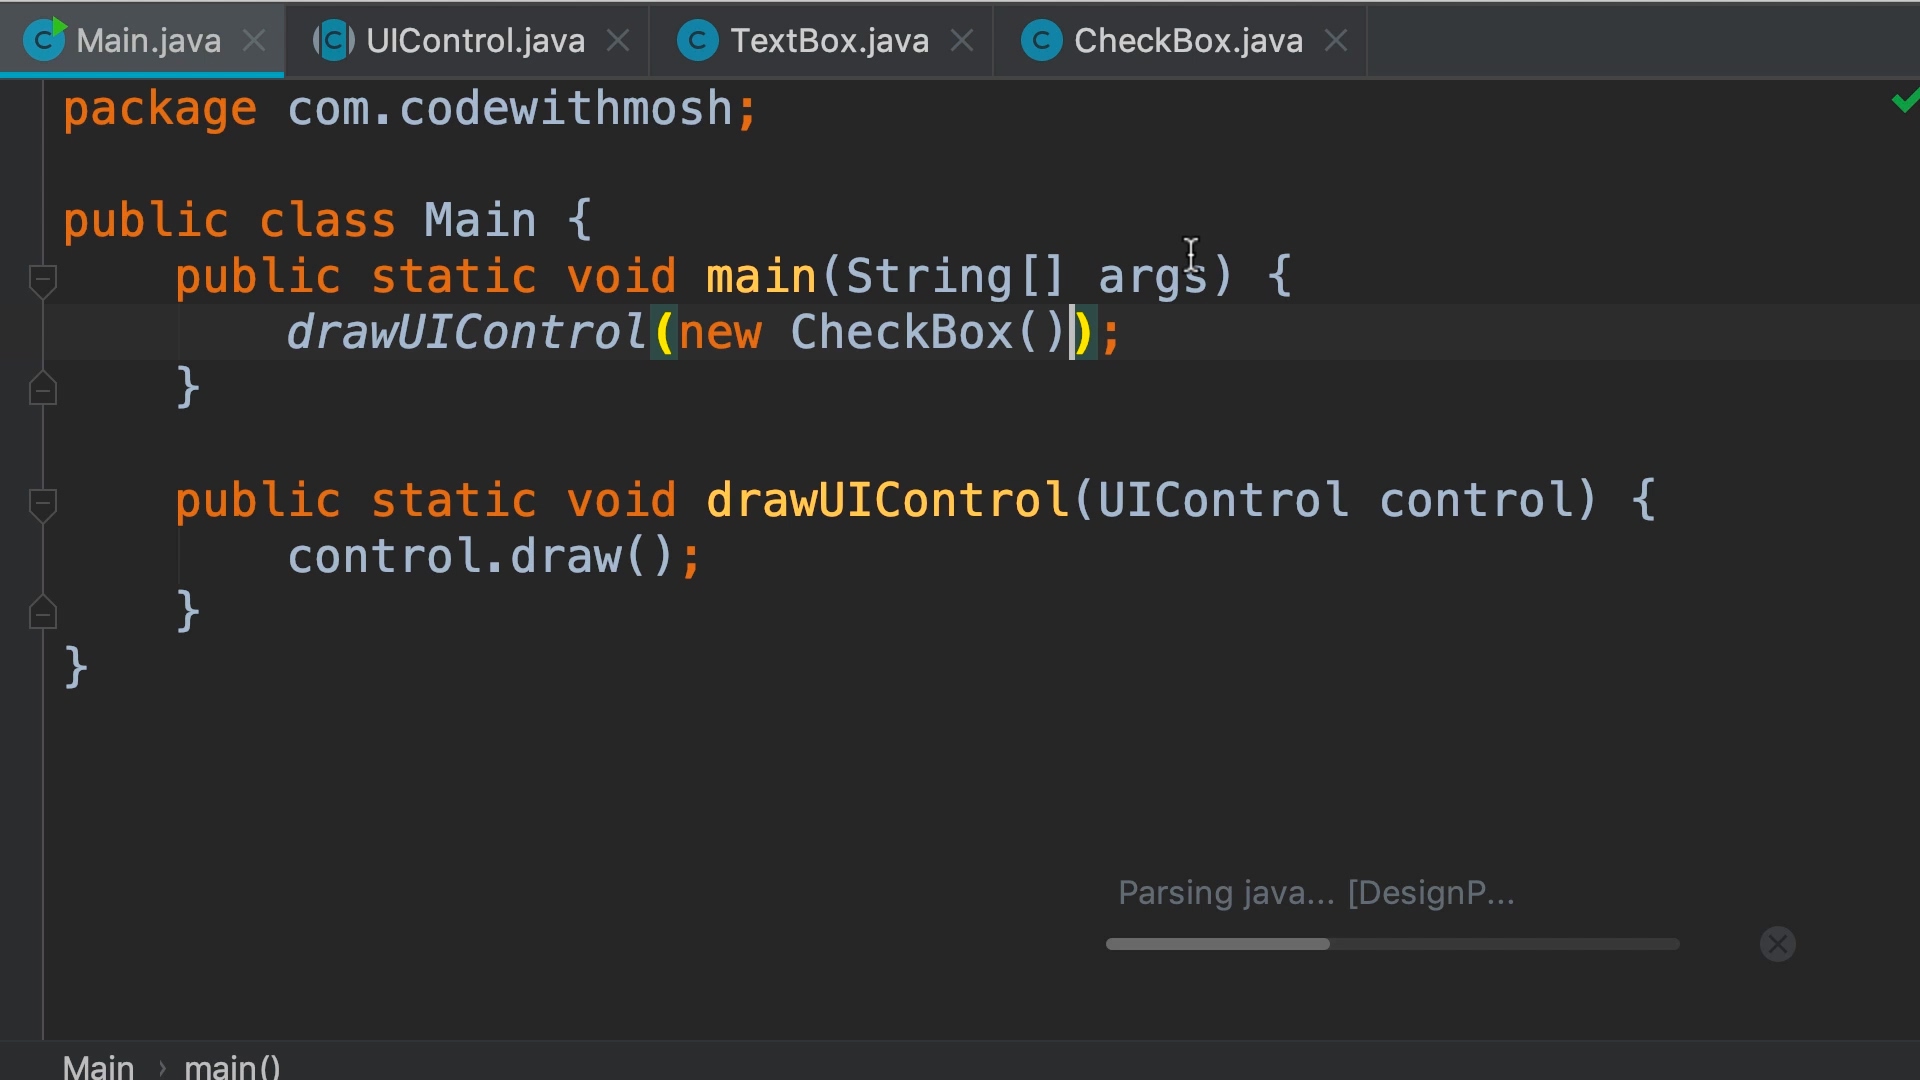 Main.java UIControl.java TextBox.java CheckBox.java
package com.codewithmosh;
public class Main {
public static void main(String[] args) {
drawUIControl(new CheckBox());
}
public static void drawUIControl(UIControl control) {
control.draw();
}
}
Parsing java... [DesignP...
Main › main()